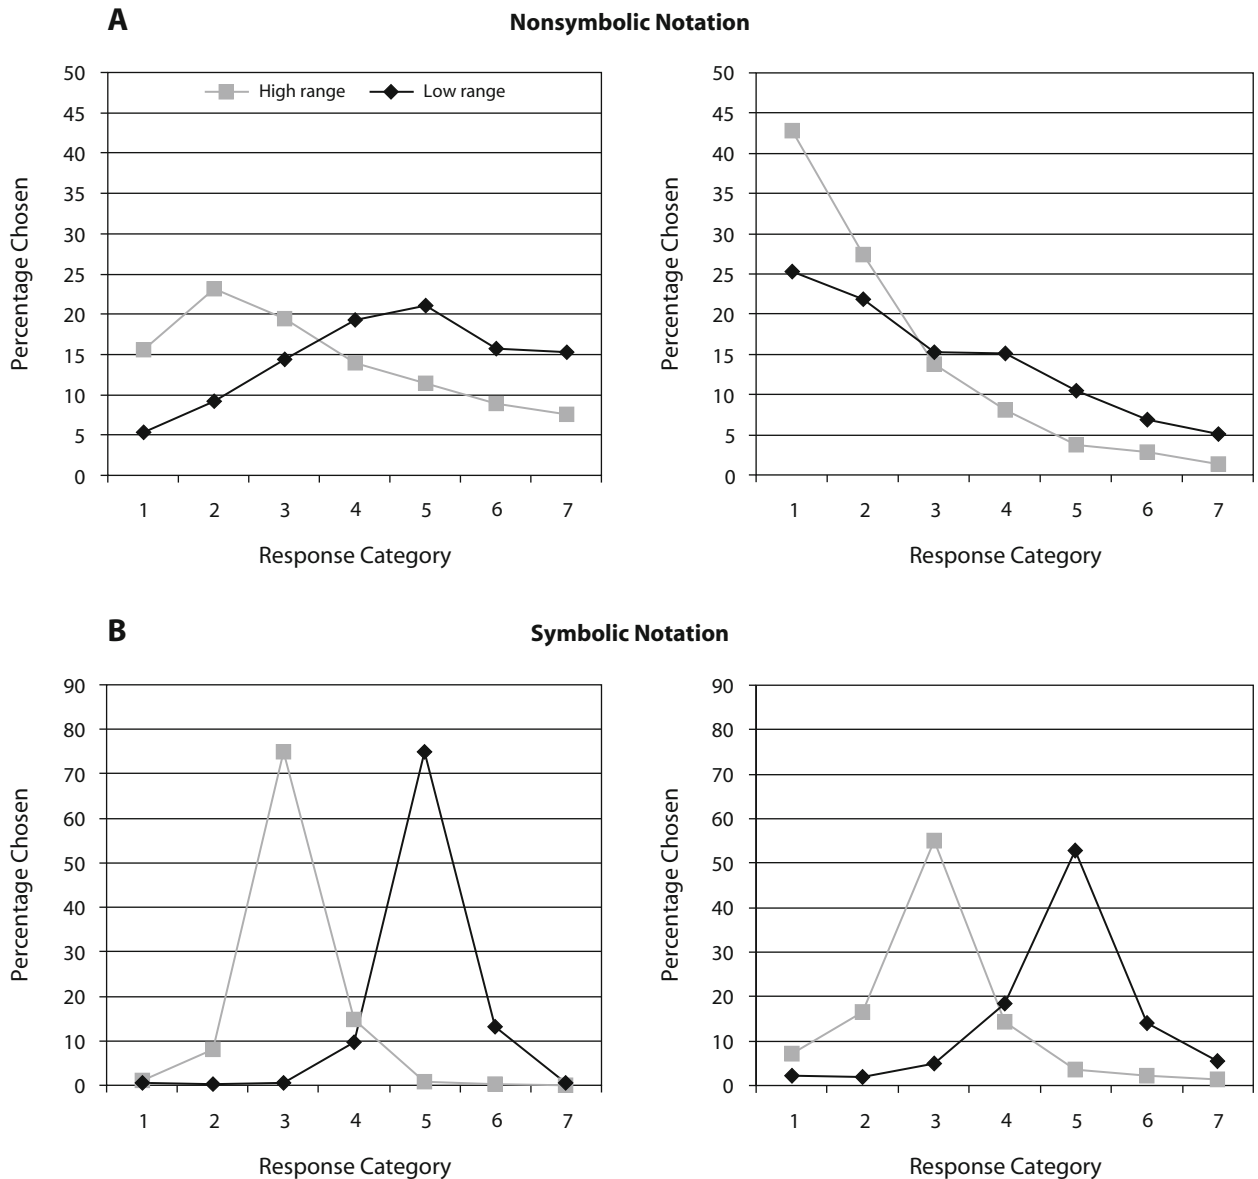 A
Nonsymbolic Notation
Percentage Chosen
50
45
40
35
30
25
20
15
10
5
0
High range
Low range
1 2 3 4 5 6 7
Response Category
Percentage Chosen
50
45
40
35
30
25
20
15
10
5
0
1 2 3 4 5 6 7
Response Category
B
Symbolic Notation
Percentage Chosen
90
80
70
60
50
40
30
20
10
0
1 2 3 4 5 6 7
Response Category
Percentage Chosen
90
80
70
60
50
40
30
20
10
0
1 2 3 4 5 6 7
Response Category